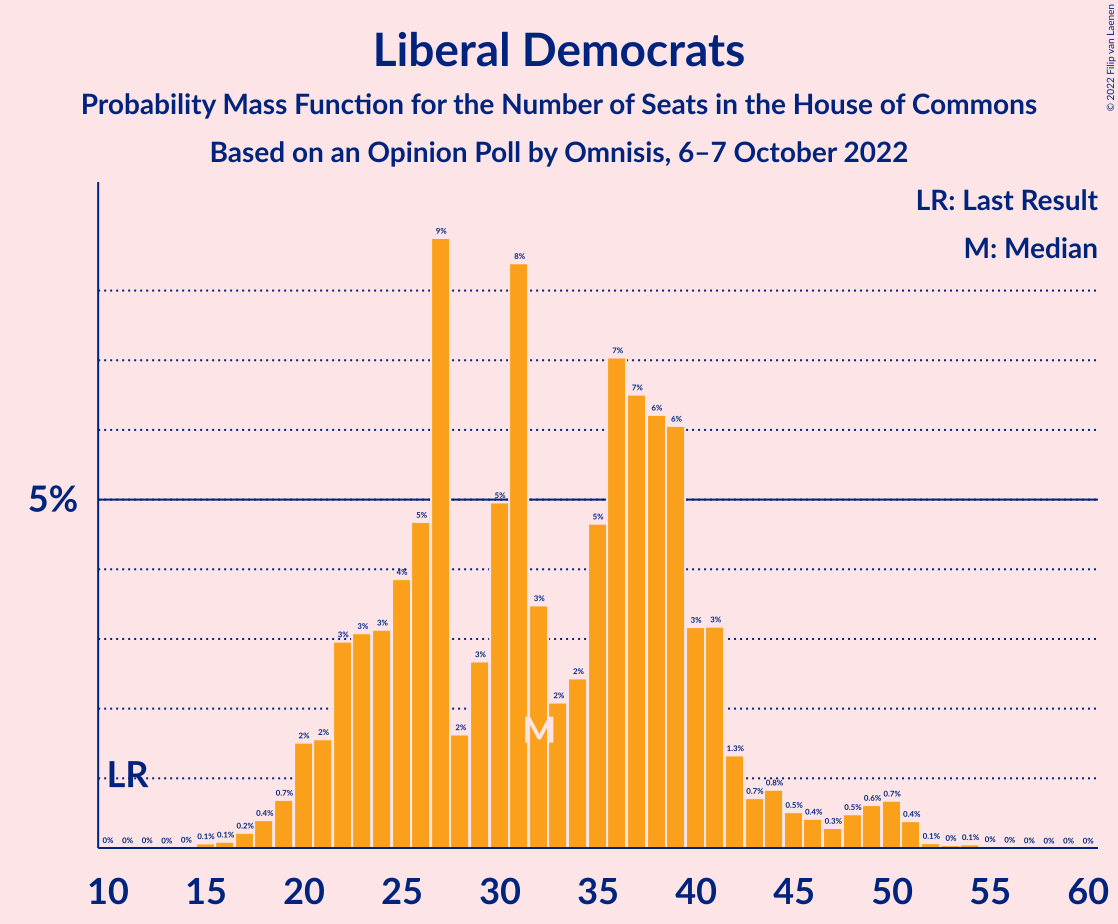 Liberal Democrats
Probability Mass Function for the Number of Seats in the House of Commons
Based on an Opinion Poll by Omnisis, 6–7 October 2022
© 2022 Filip van Laenen
LR: Last Result
M: Median
5%
LR
M
0% 0% 0% 0% 0% 0.1% 0.1% 0.2% 0.4% 0.7% 2% 2% 3% 3% 3% 4% 5% 9% 2% 3% 5% 8% 3% 2% 2% 5% 7% 7% 6% 6% 3% 3% 1.3% 0.7% 0.8% 0.5% 0.4% 0.3% 0.5% 0.6% 0.7% 0.4% 0.1% 0% 0.1% 0% 0% 0% 0% 0% 0%
10 15 20 25 30 35 40 45 50 55 60